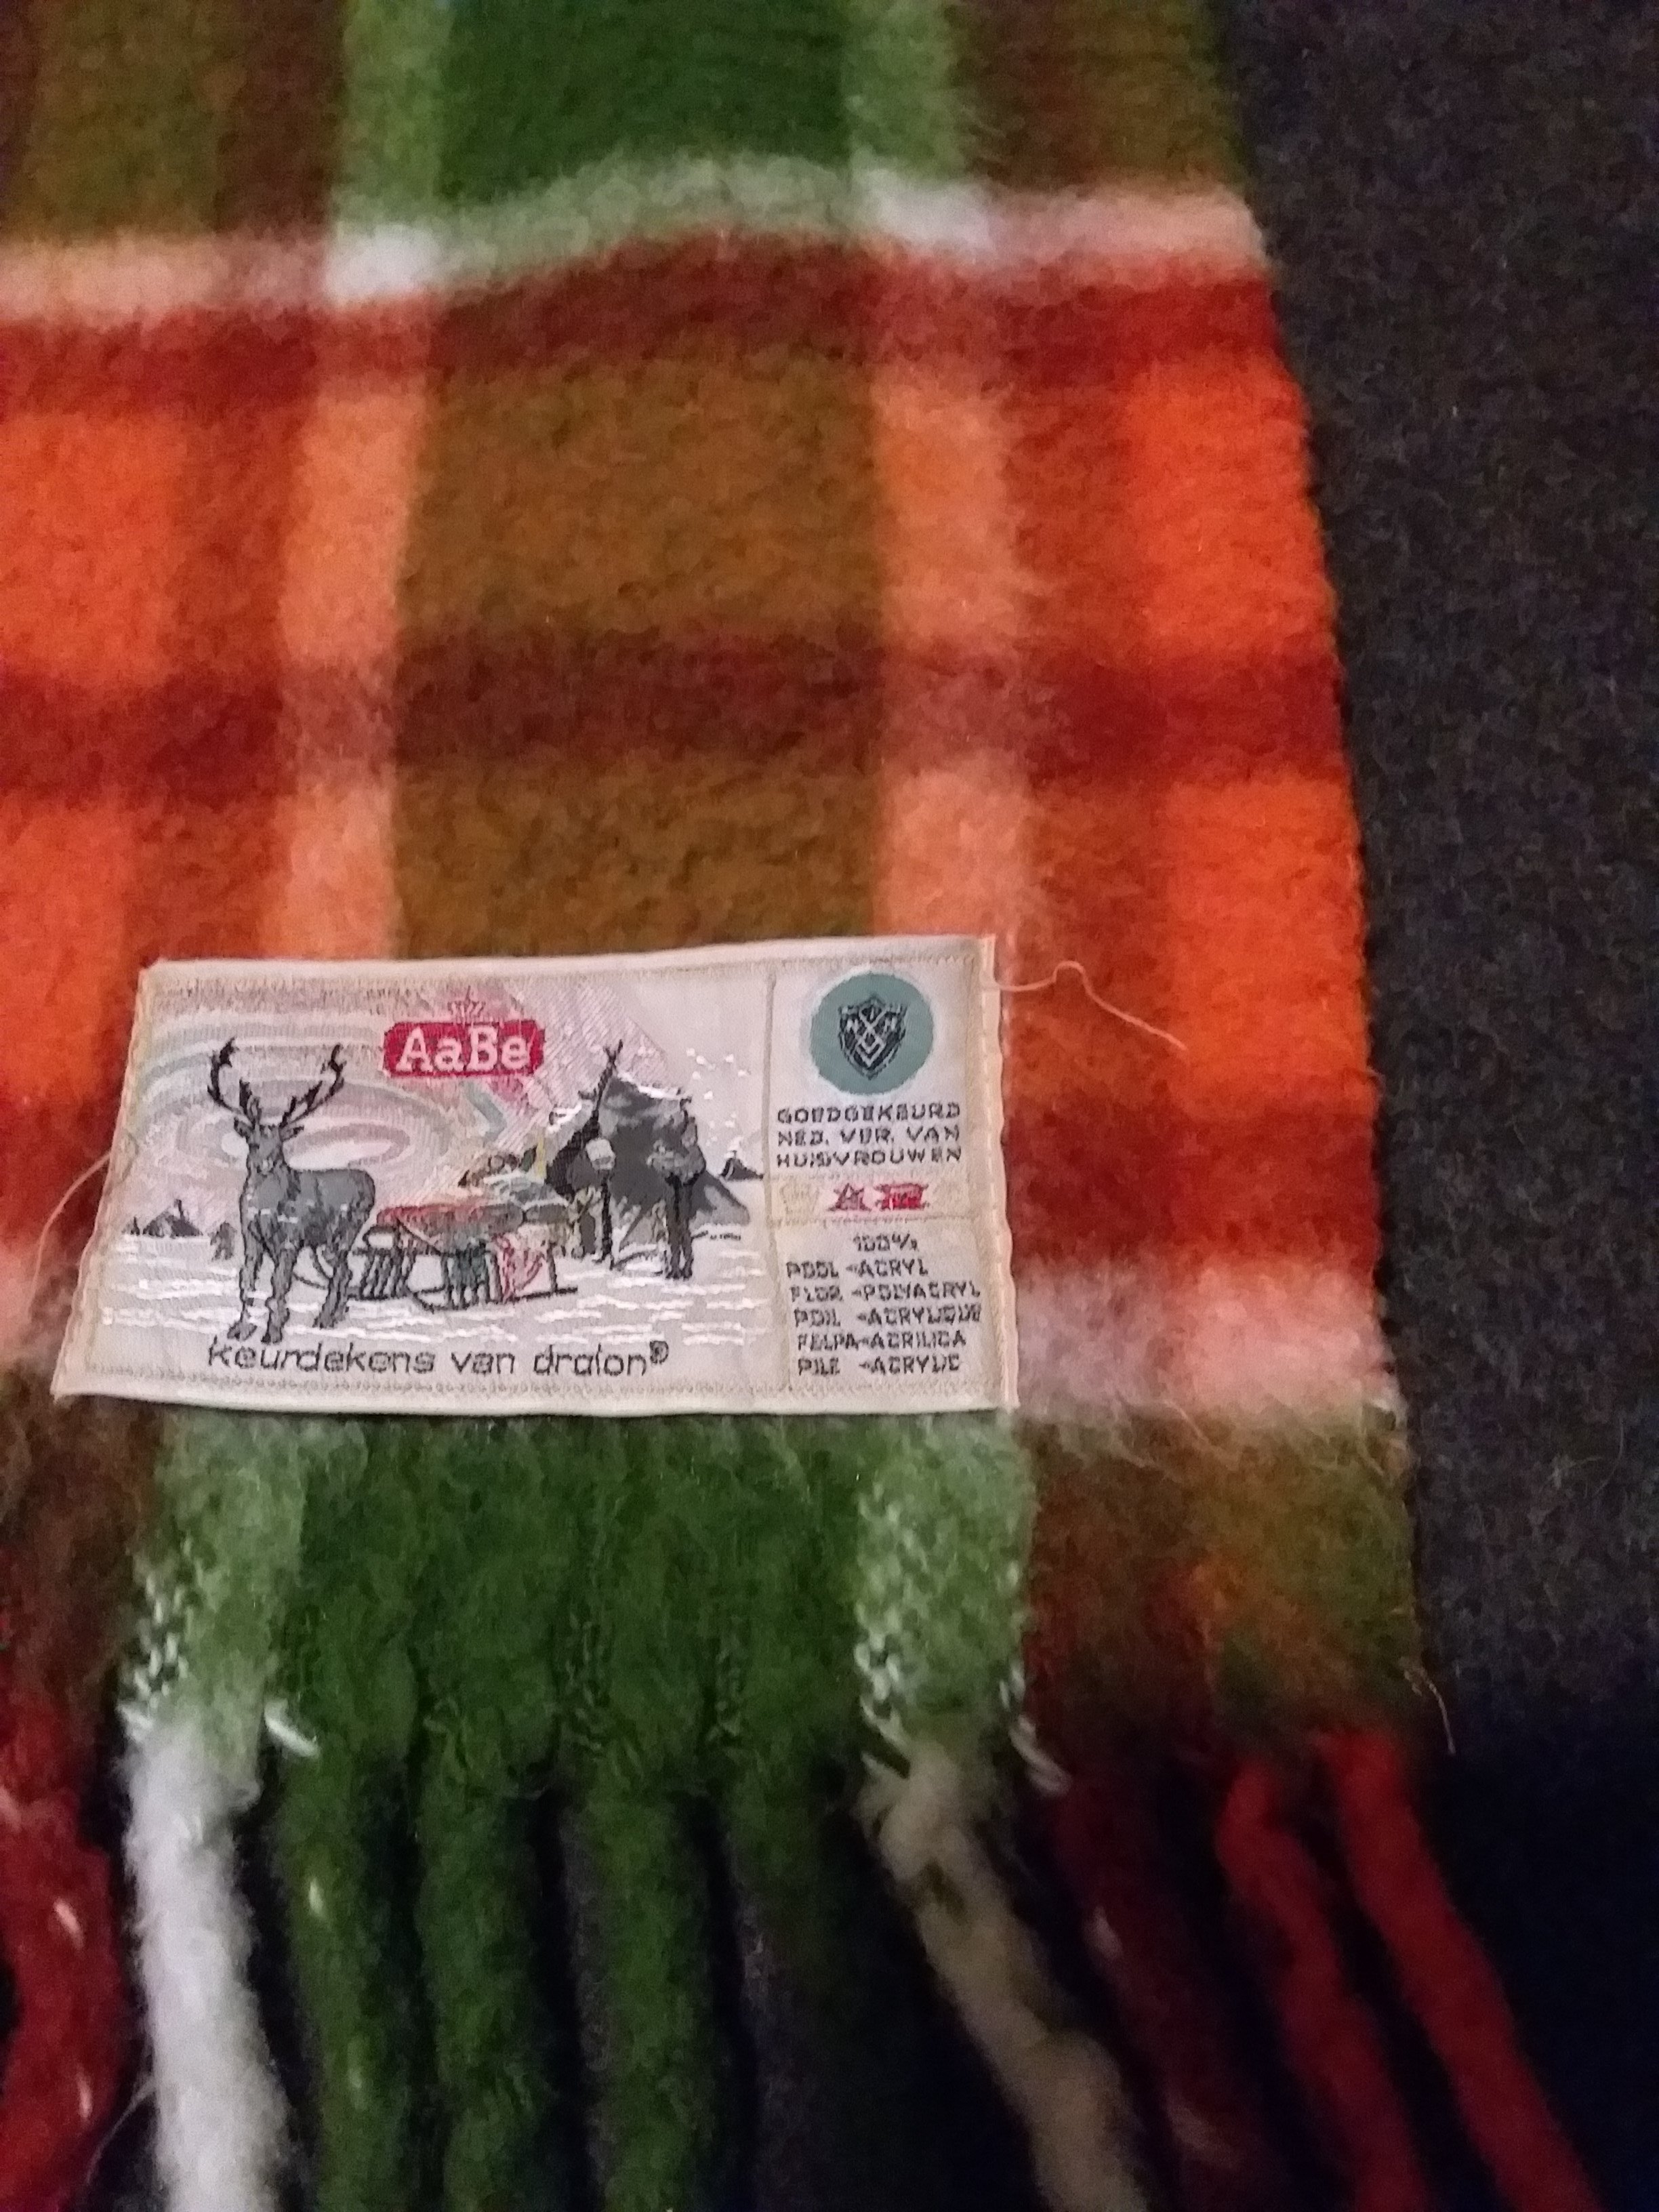 AaBe
keurdekens van dralon®
GOEDGEKEURD
NED. VER. VAN
HUISVROUWEN
100%
POOL -ACRYL
FLOR -POLYACRYL
POIL -ACRYLIQUE
FELPA-ACRILICA
PILE -ACRYLIC